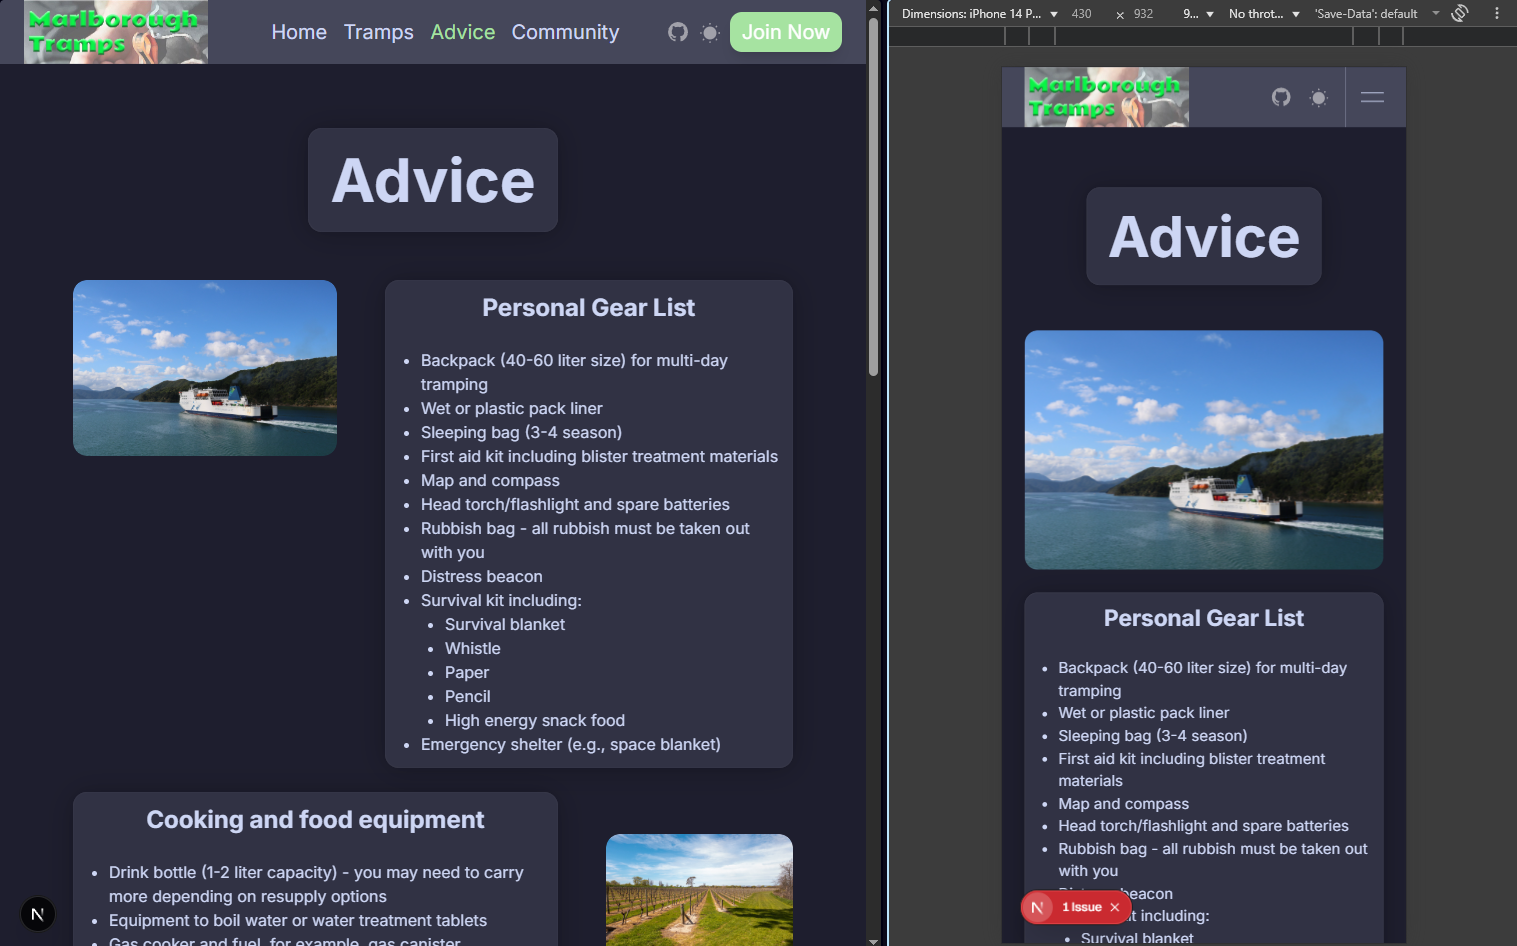 Marlborough
Tramps
Home Tramps Advice Community
Join Now
Advice
Personal Gear List
Backpack (40-60 liter size) for multi-day
tramping
Wet or plastic pack liner
Sleeping bag (3-4 season)
First aid kit including blister treatment materials
Map and compass
Head torch/flashlight and spare batteries
Rubbish bag - all rubbish must be taken out
with you
Distress beacon
Survival kit including:
Survival blanket
Whistle
Paper
Pencil
High energy snack food
Emergency shelter (e.g., space blanket)
Cooking and food equipment
Drink bottle (1-2 liter capacity) - you may need to carry
more depending on resupply options
Equipment to boil water or water treatment tablets
Gas cooker and fuel, for example, gas canister
N
Dimensions: iPhone 14 P... 430 × 932 9... No throt... 'Save-Data': default
Marlborough
Tramps
Advice
Personal Gear List
Backpack (40-60 liter size) for multi-day
tramping
Wet or plastic pack liner
Sleeping bag (3-4 season)
First aid kit including blister treatment
materials
Map and compass
Head torch/flashlight and spare batteries
Rubbish bag - all rubbish must be taken out
with you
beacon
including:
Survival blanket
N 1 Issue